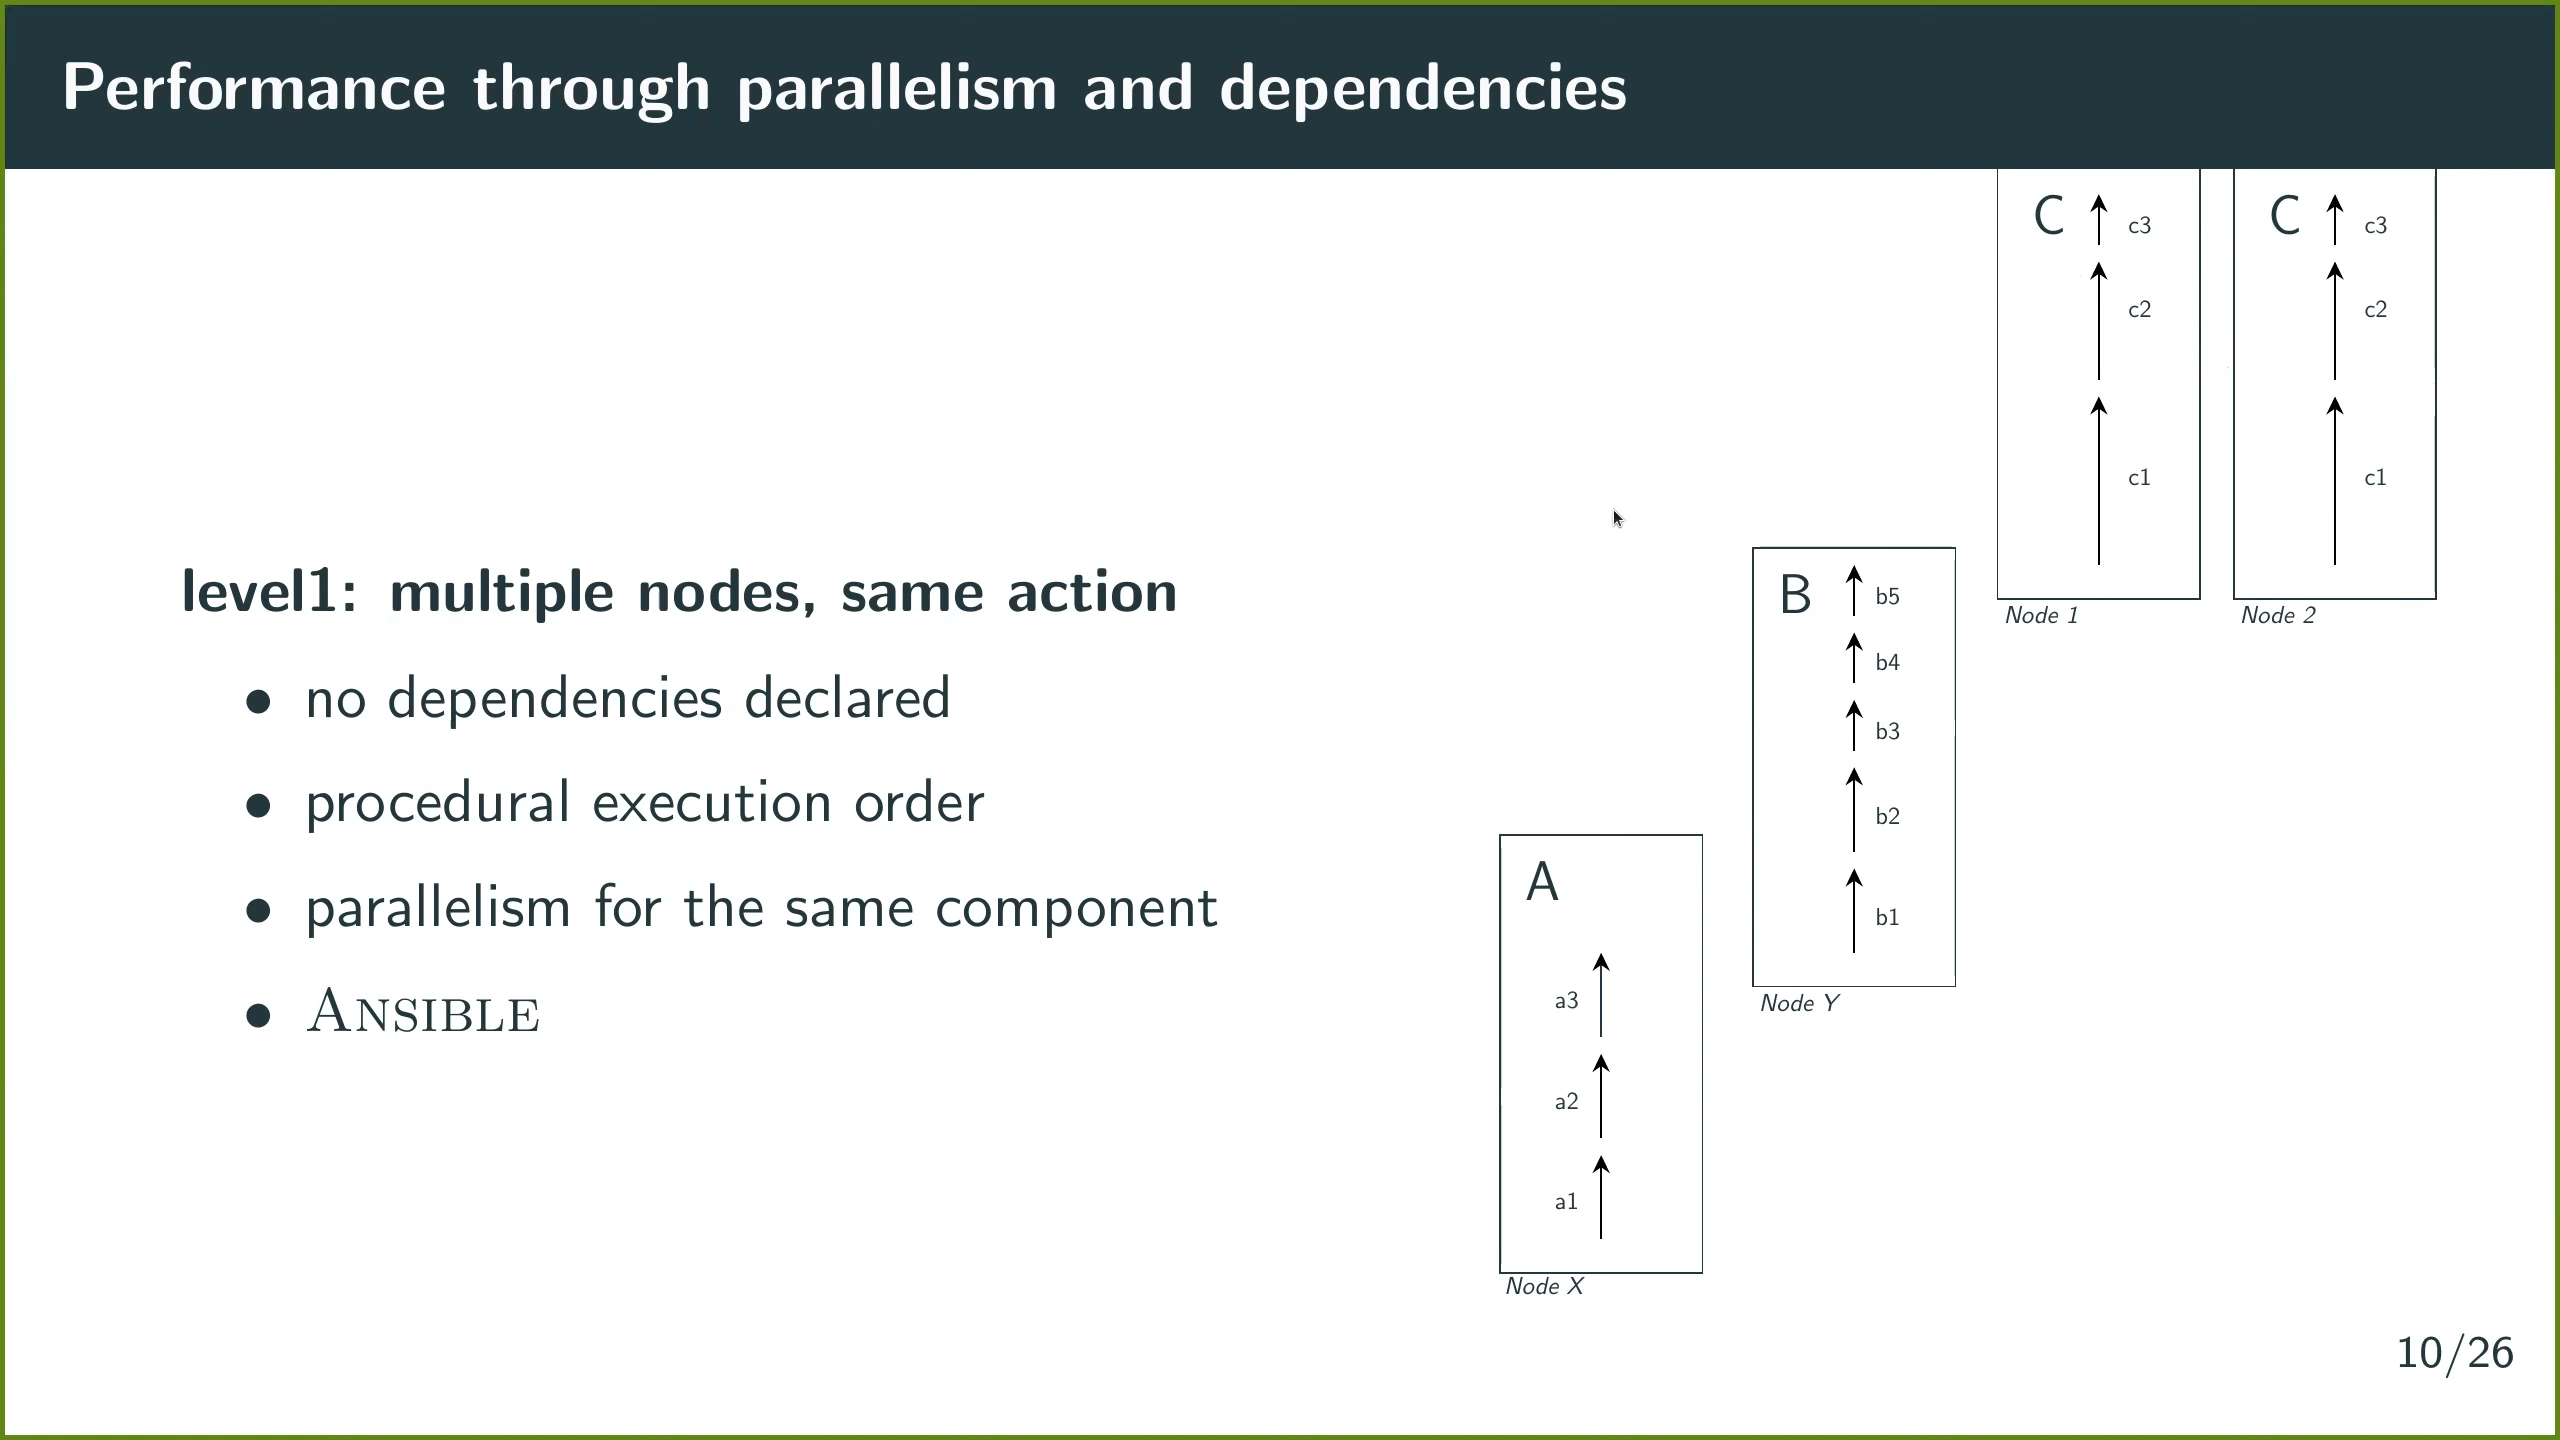 Performance through parallelism and dependencies
level1: multiple nodes, same action
• no dependencies declared
• procedural execution order
• parallelism for the same component
• ANSIBLE
C
c3
c2
c1
Node 1
C
c3
c2
c1
Node 2
B
b5
b4
b3
b2
b1
Node Y
A
a3
a2
a1
Node X
10/26